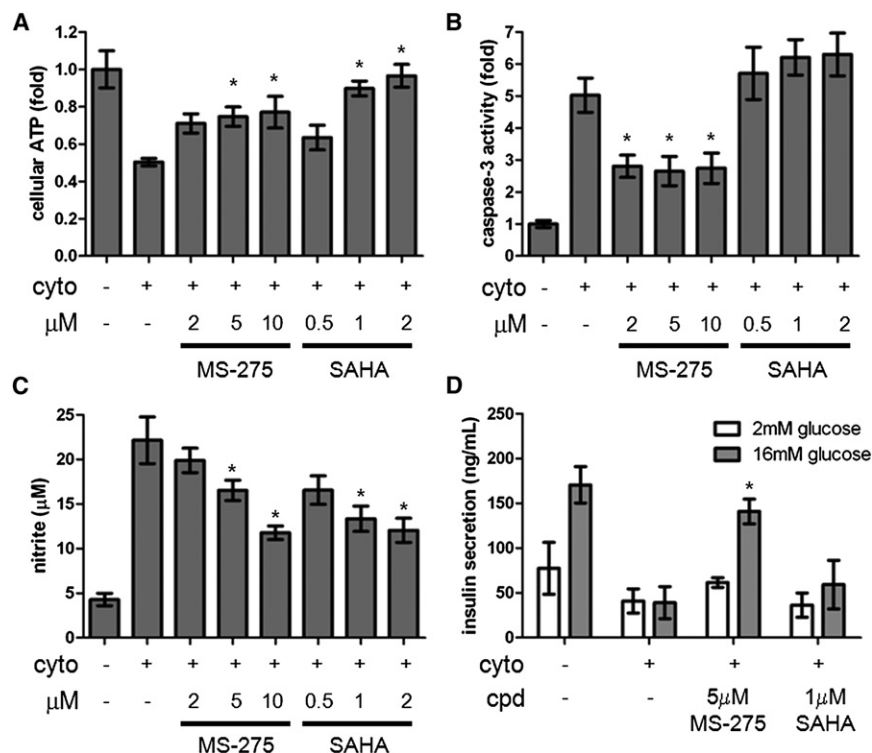 A
cellular ATP (fold)
1.2
1.0
0.8
0.6
0.4
1.2
0.0
cyto - + + + + + + +
μM - - 2 5 10 0.5 1 2
MS-275 SAHA
* * * *
B
caspase-3 activity (fold)
8
7
6
5
4
3
2
1
0
* * *
cyto - + + + + + + +
μM - - 2 5 10 0.5 1 2
MS-275 SAHA
C
nitrite (μM)
25
20
15
10
5
0
* * * *
cyto - + + + + + + +
μM - - 2 5 10 0.5 1 2
MS-275 SAHA
D
insulin secretion (ng/mL)
250
200
150
100
50
0
2mM glucose
16mM glucose
*
cyto - + + +
cpd - - 5μM 1μM
MS-275 SAHA